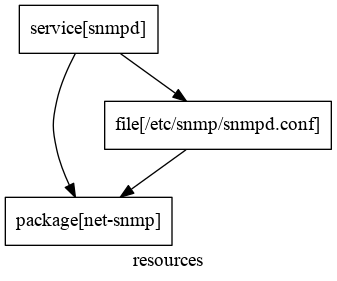 service[snmpd]
file[/etc/snmp/snmpd.conf]
package[net-snmp]
resources